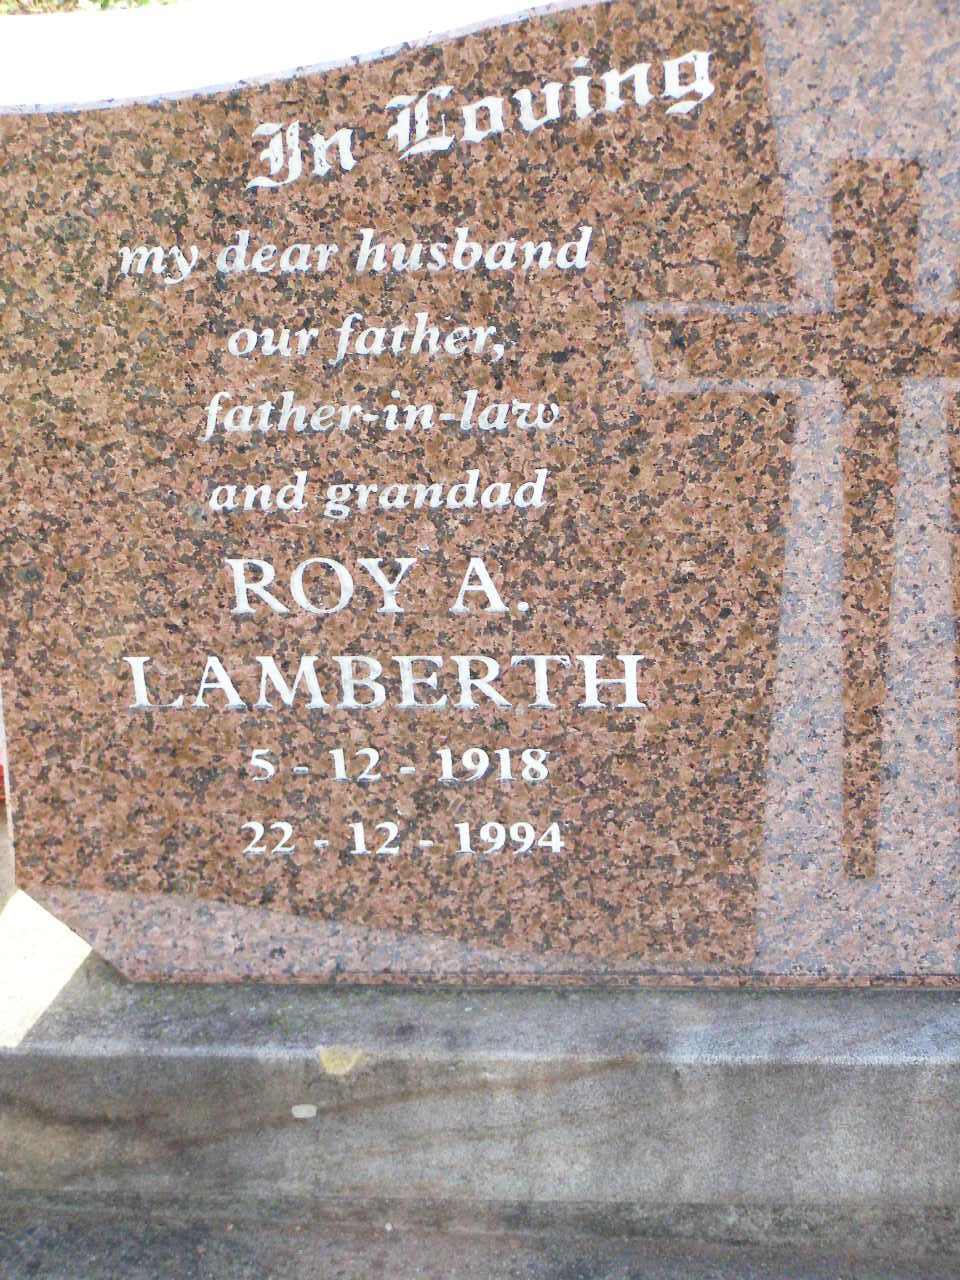 In Loving
my dear husband
our father,
father-in-law
and grandad
ROY A.
LAMBERTH
5 - 12 - 1918
22 - 12 - 1994